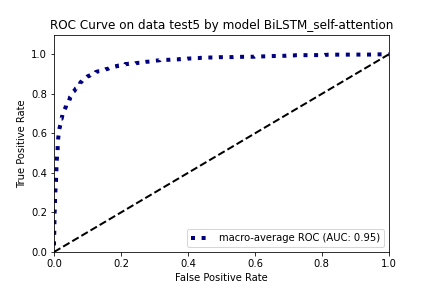 ROC Curve on data test5 by model BiLSTM_self-attention
True Positive Rate
1.0
0.8
0.6
0.4
0.2
0.0
macro-average ROC (AUC: 0.95)
0.0 0.2 0.4 0.6 0.8 1.0
False Positive Rate